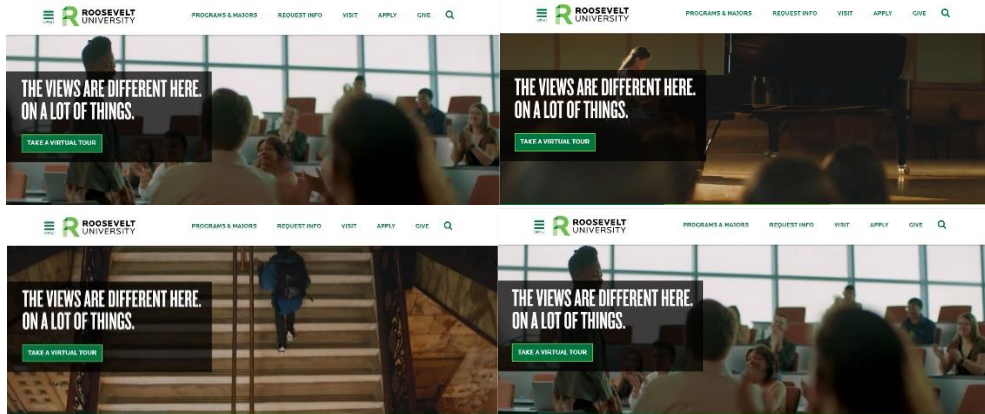 ROOSEVELT
UNIVERSITY
PROGRAMS & MAJORS REQUEST INFO VISIT APPLY GIVE
THE VIEWS ARE DIFFERENT HERE.
ON A LOT OF THINGS.
TAKE A VIRTUAL TOUR
ROOSEVELT
UNIVERSITY
PROGRAMS & MAJORS REQUEST INFO VISIT APPLY GIVE
THE VIEWS ARE DIFFERENT HERE.
ON A LOT OF THINGS.
TAKE A VIRTUAL TOUR
ROOSEVELT
UNIVERSITY
PROGRAMS & MAJORS REQUEST INFO VISIT APPLY GIVE
THE VIEWS ARE DIFFERENT HERE.
ON A LOT OF THINGS.
TAKE A VIRTUAL TOUR
ROOSEVELT
UNIVERSITY
PROGRAMS & MAJORS REQUEST INFO VISIT APPLY GIVE
THE VIEWS ARE DIFFERENT HERE.
ON A LOT OF THINGS.
TAKE A VIRTUAL TOUR